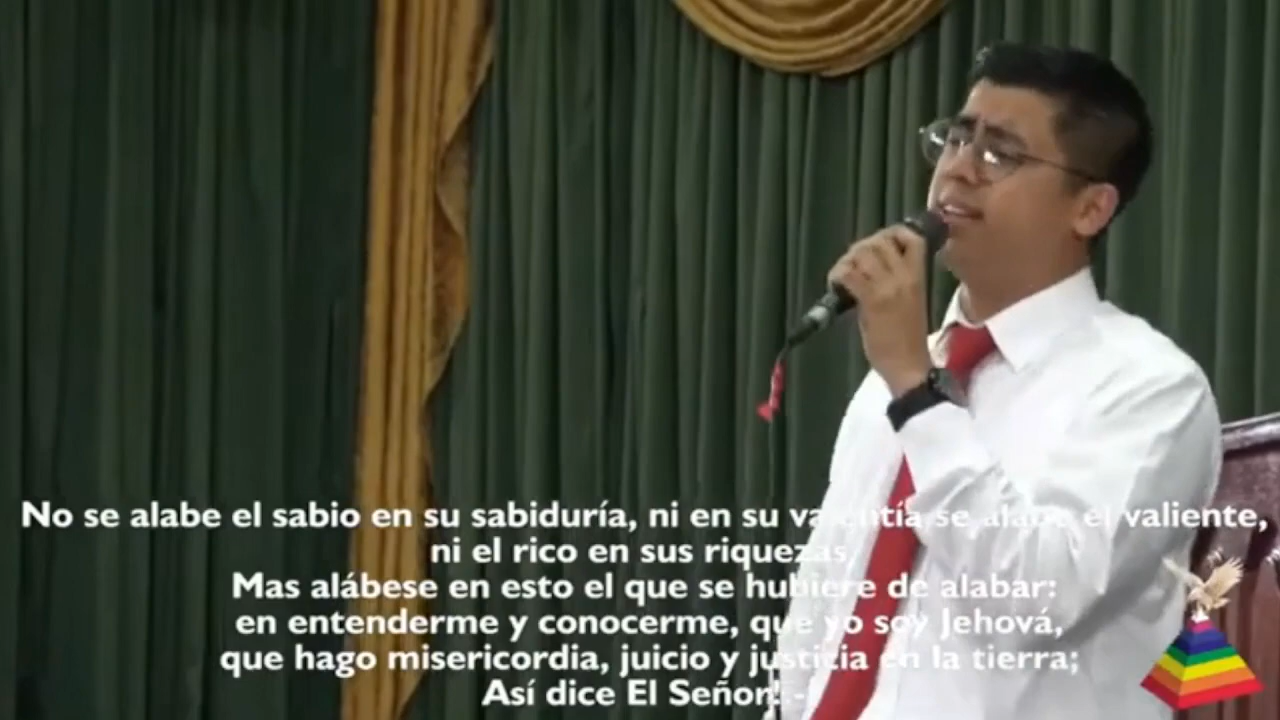 No se alabe el sabio en su sabiduría, ni en su valentía se alabe el valiente,
ni el rico en sus riquezas,
Mas alábese en esto el que se hubiere de alabar:
en entenderme y conocerme, que yo soy Jehová,
que hago misericordia, juicio y justicia en la tierra;
Así dice El Señor! -